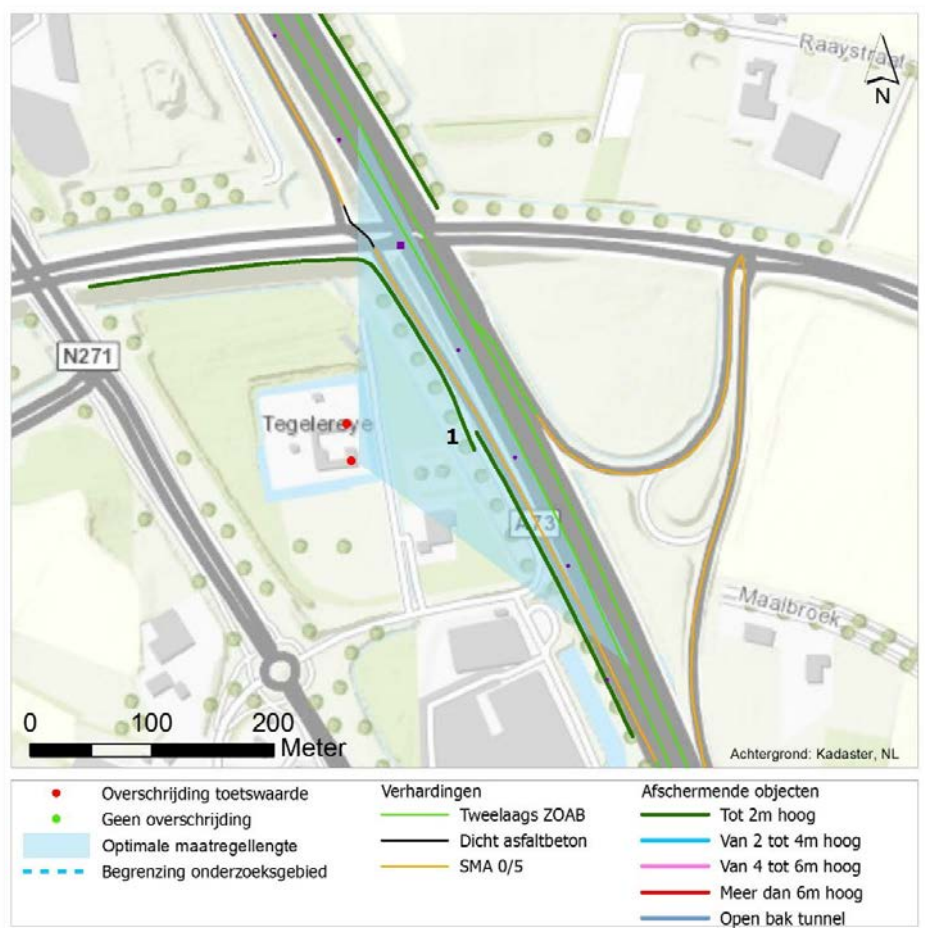 Raaystraat
N
N271
Tegelereye
1
A73
Maalbroek
0 100 200
Meter
Achtergrond: Kadaster, NL
Overschrijding toetswaarde
Geen overschrijding
Optimale maatregellengte
Begrenzing onderzoeksgebied
Verhardingen
Tweelaags ZOAB
Dicht asfaltbeton
SMA 0/5
Afschermende objecten
Tot 2m hoog
Van 2 tot 4m hoog
Van 4 tot 6m hoog
Meer dan 6m hoog
Open bak tunnel